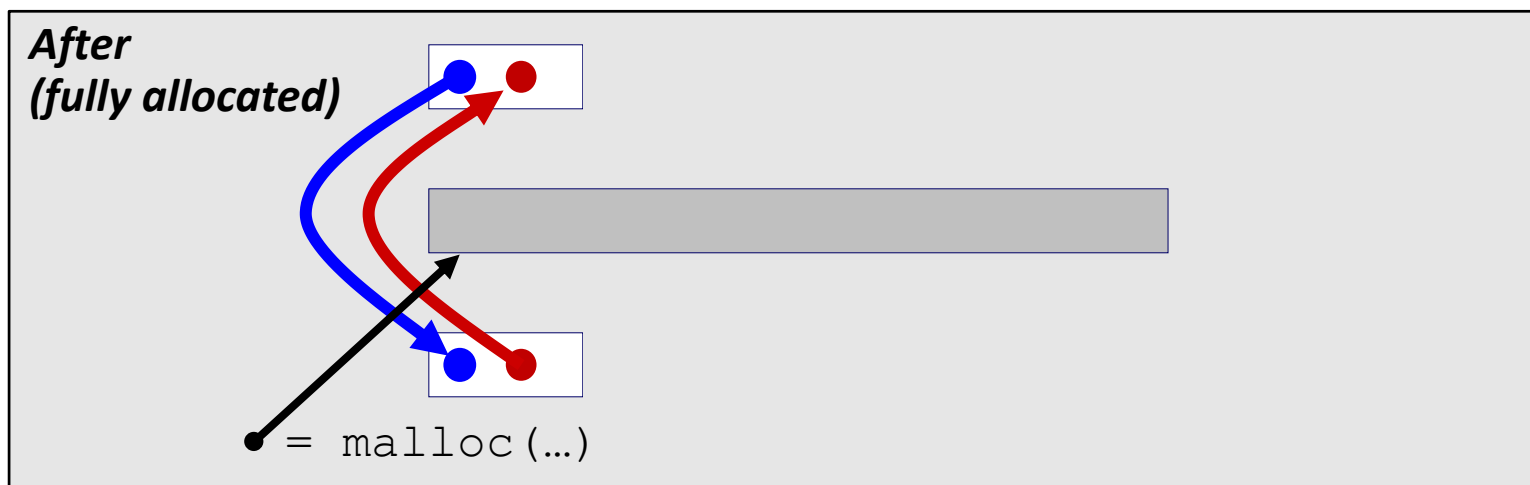 After
(fully allocated)
= malloc(…)